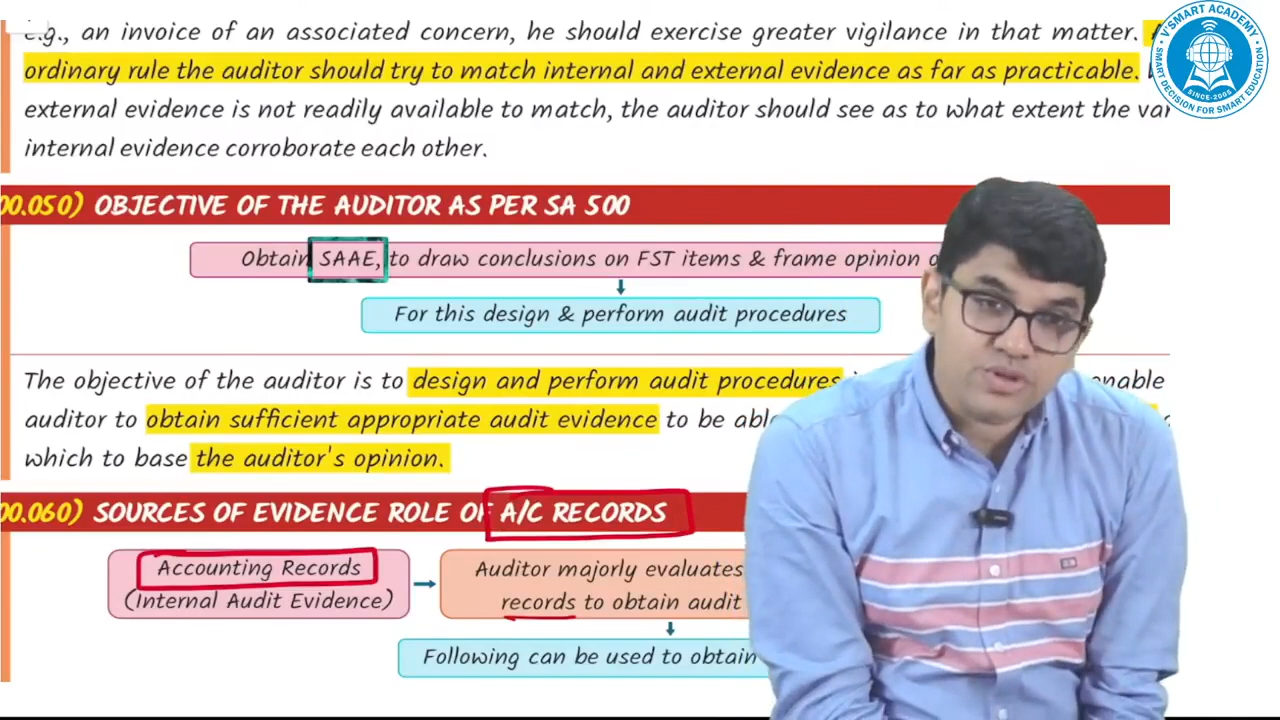 e.g., an invoice of an associated concern, he should exercise greater vigilance in that matter.
ordinary rule the auditor should try to match internal and external evidence as far as practicable.
external evidence is not readily available to match, the auditor should see as to what extent the
internal evidence corroborate each other.
00.050) OBJECTIVE OF THE AUDITOR AS PER SA 500
Obtain SAAE, to draw conclusions on FST items & frame opinion
For this design & perform audit procedures
The objective of the auditor is to design and perform audit procedures enable
auditor to obtain sufficient appropriate audit evidence to be
which to base the auditor's opinion.
00.060) SOURCES OF EVIDENCE ROLE OF A/C RECORDS
Accounting Records
(Internal Audit Evidence)
Auditor majorly evaluates
records to obtain audit
Following can be used to obtain
V'SMART ACADEMY
SMART DECISION FOR SMART EDUCATION
SINCE-2005